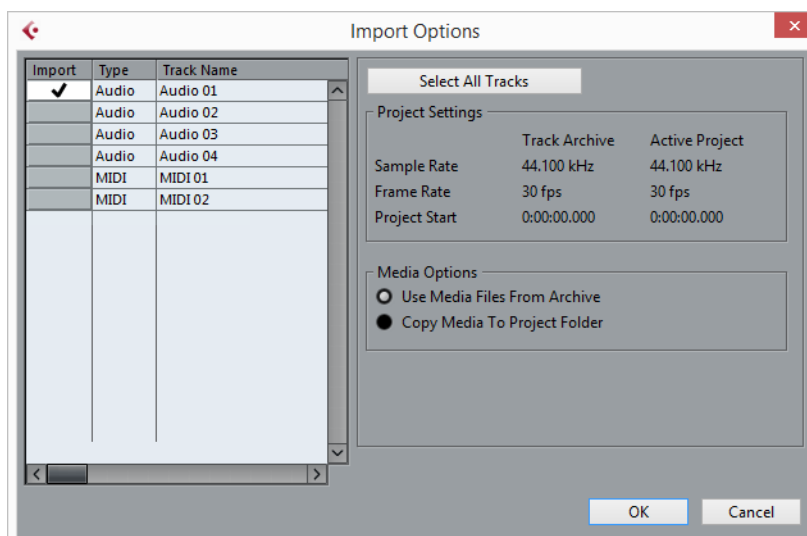 Import Options
Import Type Track Name
Audio Audio 01
Audio Audio 02
Audio Audio 03
Audio Audio 04
MIDI MIDI 01
MIDI MIDI 02
Select All Tracks
Project Settings
Track Archive Active Project
Sample Rate 44.100 kHz 44.100 kHz
Frame Rate 30 fps 30 fps
Project Start 0:00:00.000 0:00:00.000
Media Options
Use Media Files From Archive
Copy Media To Project Folder
OK Cancel